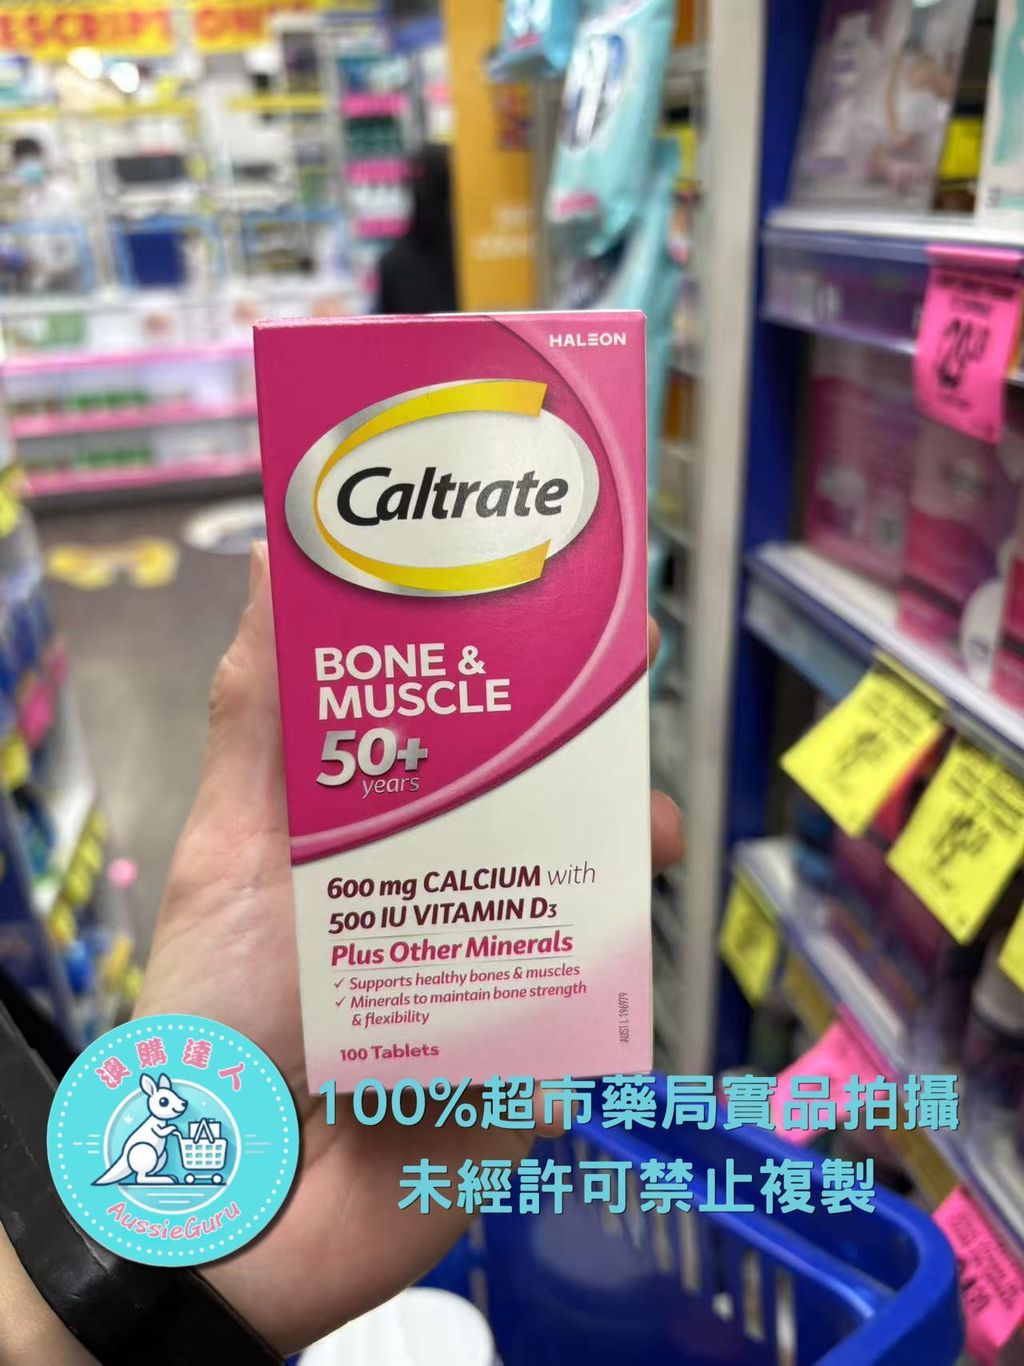 HALEON
Caltrate
BONE &
MUSCLE
50+
years
600 mg CALCIUM with
500 IU VITAMIN D3
Plus Other Minerals
✓ Supports healthy bones & muscles
✓ Minerals to maintain bone strength
& flexibility
100 Tablets
AUST L 196979
澳購達人
AussieGuru
100%超市藥局實品拍攝
未經許可禁止複製